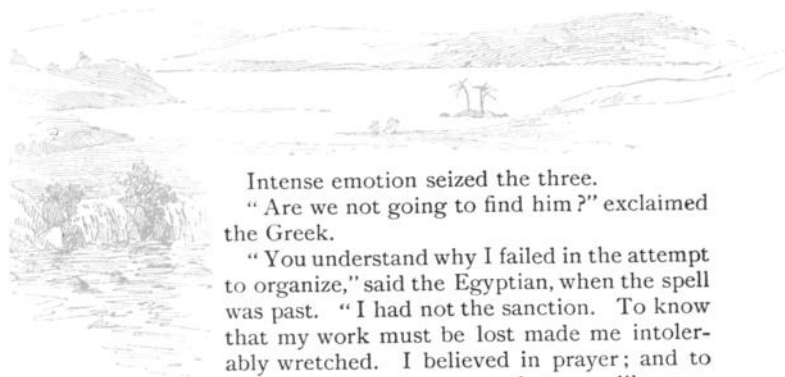 Intense emotion seized the three.
“ Are we not going to find him ?” exclaimed
the Greek.
“ You understand why I failed in the attempt
to organize,” said the Egyptian, when the spell
was past. “ I had not the sanction. To know
that my work must be lost made me intoler-
ably wretched. I believed in prayer ; and to